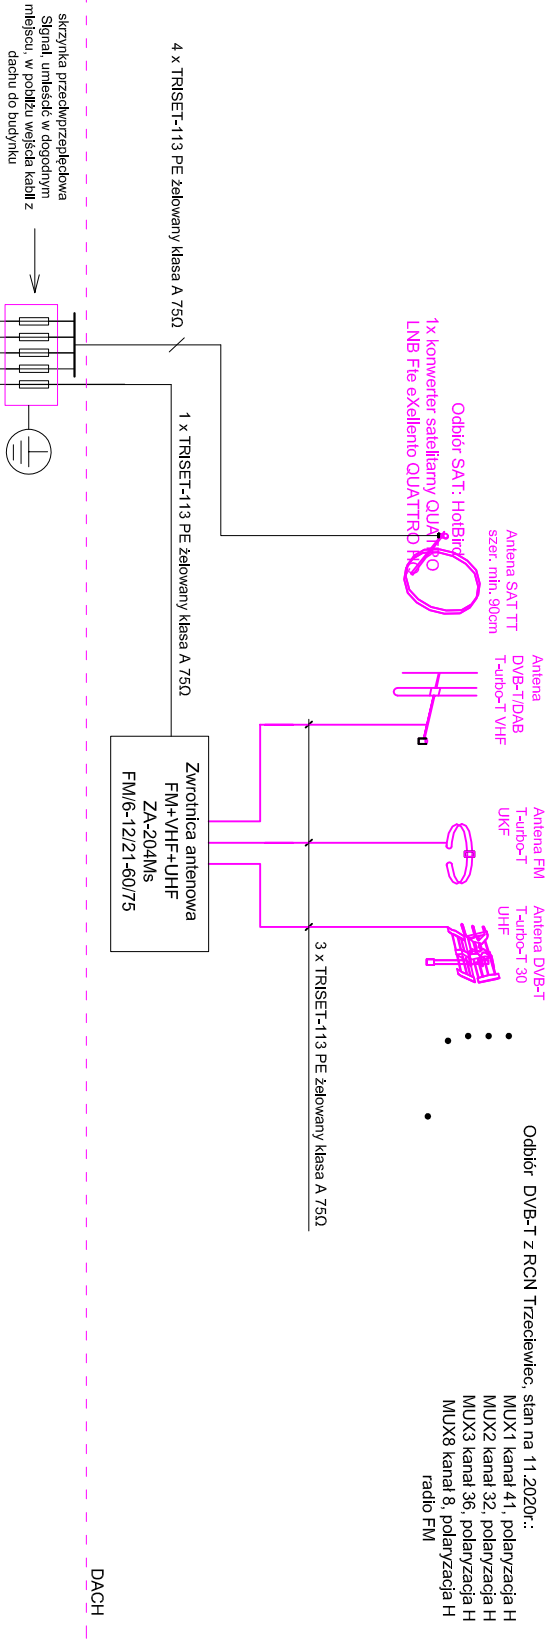 Odbiór DVB-T z RCN Trzeciewiec, stan na 11.2020r.:
MUX1 kanał 41, polaryzacja H
MUX2 kanał 32, polaryzacja H
MUX3 kanał 36, polaryzacja H
MUX8 kanał 8, polaryzacja H
radio FM
Antena SAT TT
szer. min. 90cm
Odbiór SAT: HotBird
1x konwerter satelitarny QUATTRO
LNB Fte eXellento QUATTRO
Antena
DVB-T/DAB
T-urbo-T VHF
Antena FM
T-urbo-T
UKF
Antena DVB-T
T-urbo-T 30
UHF
3 x TRISET-113 PE żelowany klasa A 75Ω
4 x TRISET-113 PE żelowany klasa A 75Ω
1 x TRISET-113 PE żelowany klasa A 75Ω
Zwrotnica antenowa
FM+VHF+UHF
ZA-204Ms
FM/6-12/21-60/75
DACH
skrzynka przeciwprzepięciowa
Signal, umieścić w dogodnym
miejscu, w pobliżu wejścia kabli z
dachu do budynku